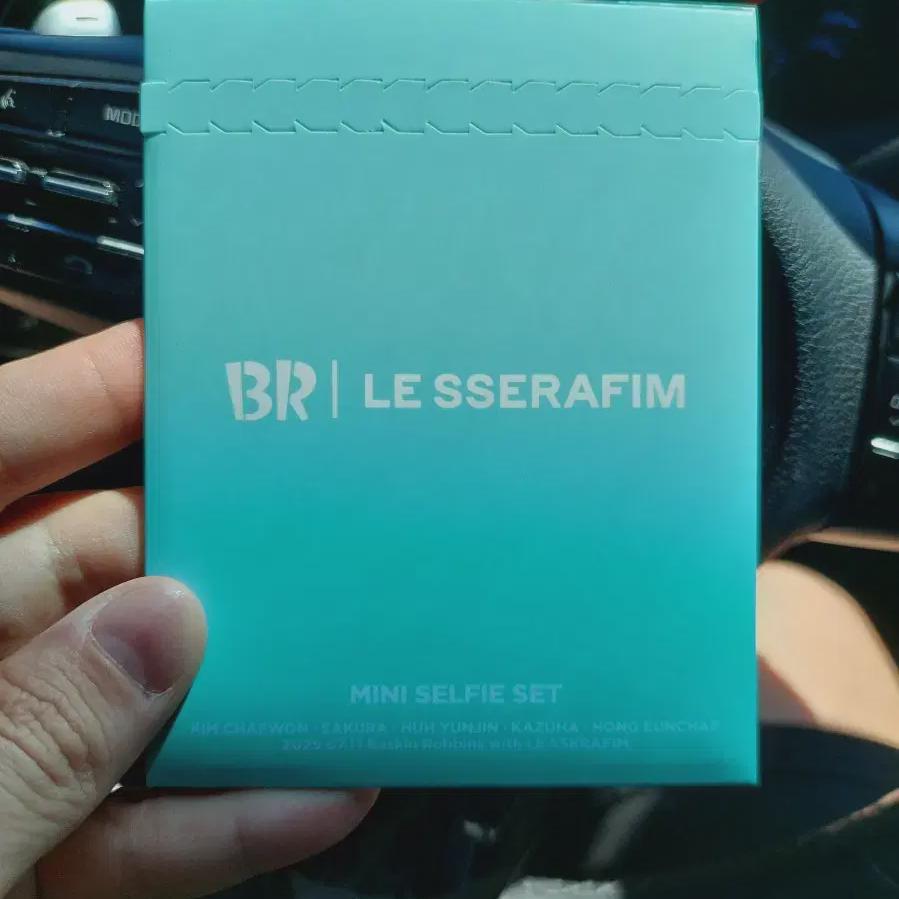 MOD
BR | LE SSERAFIM
MINI SELFIE SET
KIM CHAEWON · SAKURA · HUH YUNJIN · KAZUHA · HONG EUNCHAE
Baskin Robbins with LE SSERAFIM